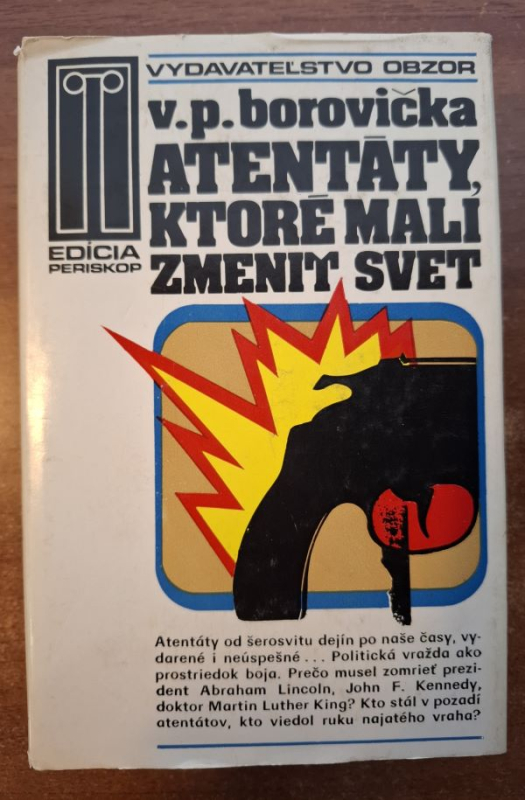 VYDAVATEĽSTVO OBZOR
v.p.borovička
ATENTÁTY,
KTORÉ MALI
ZMENIŤ SVET
EDÍCIA
PERISKOP
Atentáty od šerosvitu dejín po naše časy, vy-
darené i neúspešné... Politická vražda ako
prostriedok boja. Prečo musel zomrieť prezi-
dent Abraham Lincoln, John F. Kennedy,
doktor Martin Luther King? Kto stál v pozadí
atentátov, kto viedol ruku najatého vraha?